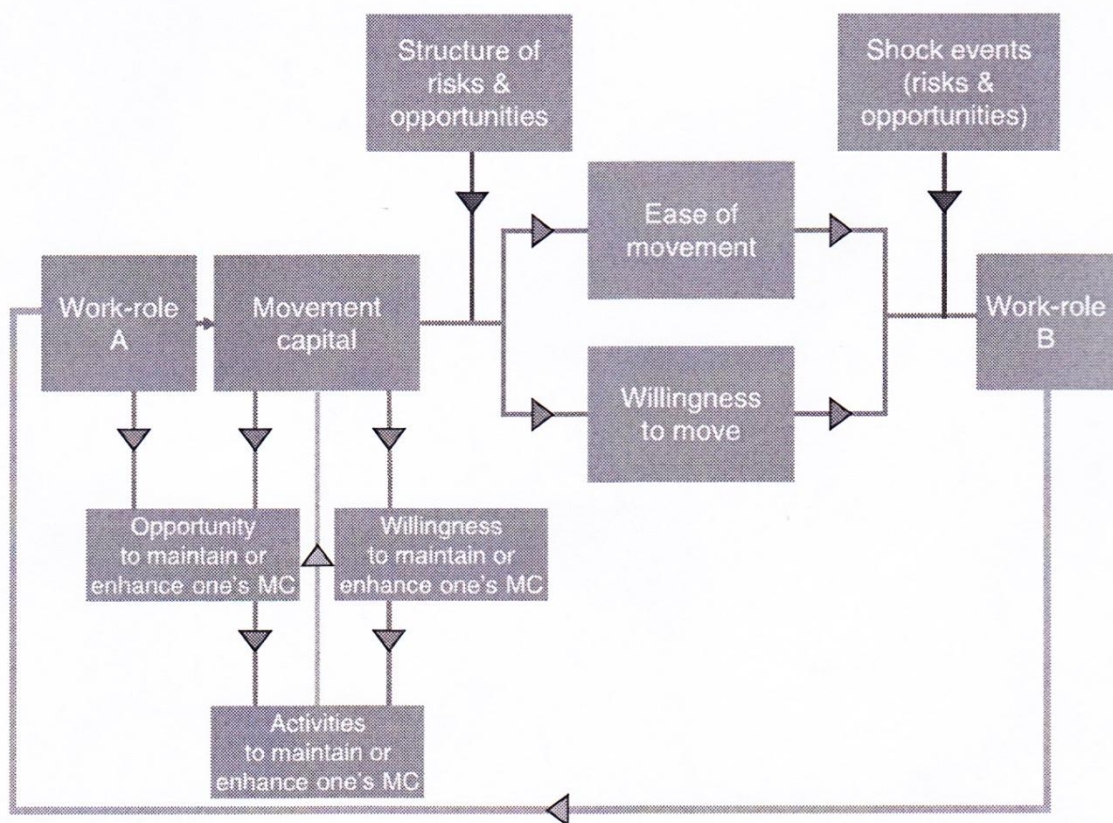 Structure of
risks &
opportunities
Shock events
(risks &
opportunities)
Ease of
movement
Work-role
A
Movement
capital
Work-role
B
Willingness
to move
Opportunity
to maintain or
enhance one's MC
Willingness
to maintain or
enhance one's MC
Activities
to maintain or
enhance one's MC